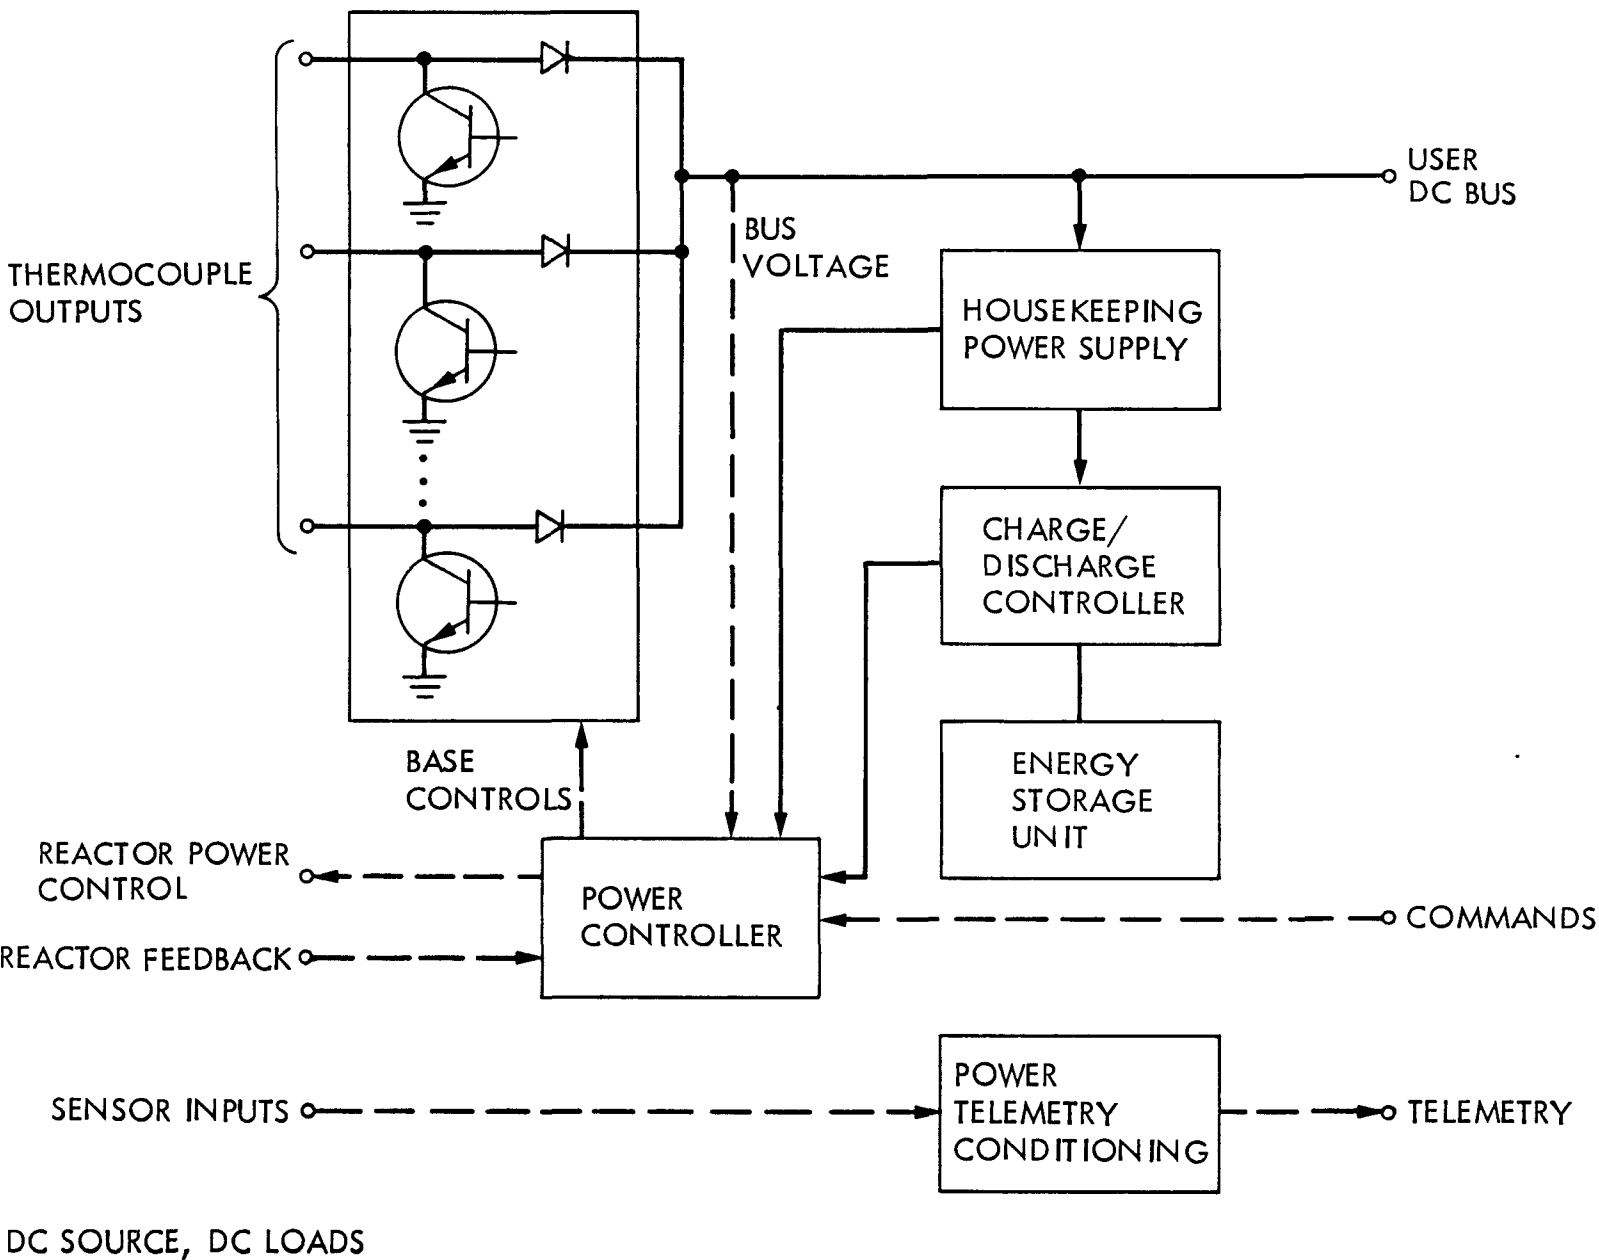 USER
DC BUS
BUS
VOLTAGE
THERMOCOUPLE
OUTPUTS
HOUSEKEEPING
POWER SUPPLY
CHARGE/
DISCHARGE
CONTROLLER
BASE
CONTROLS
ENERGY
STORAGE
UNIT
REACTOR POWER
CONTROL
POWER
CONTROLLER
COMMANDS
REACTOR FEEDBACK
POWER
TELEMETRY
CONDITIONING
SENSOR INPUTS
TELEMETRY
DC SOURCE, DC LOADS